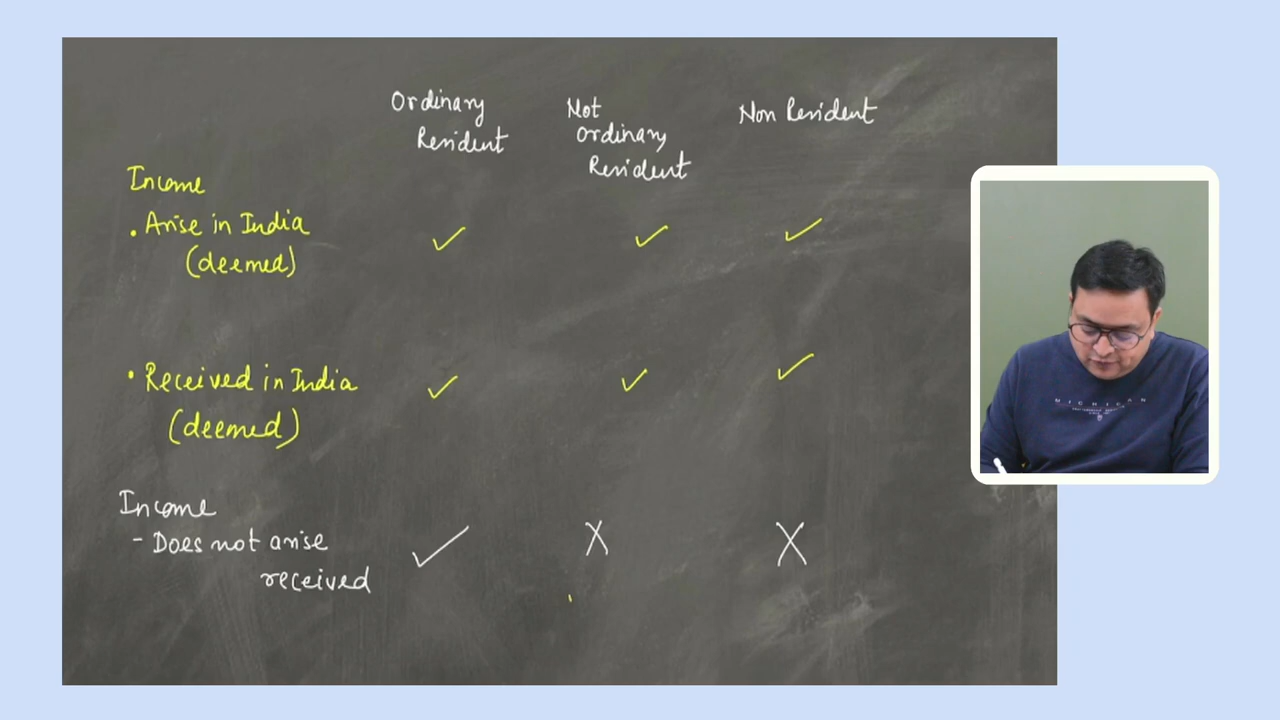 Ordinary
Resident
Not
Ordinary
Resident
Non Resident
Income
• Arise in India
(deemed)
• Received in India
(deemed)
Income
- Does not arise
received
MICHIGAN